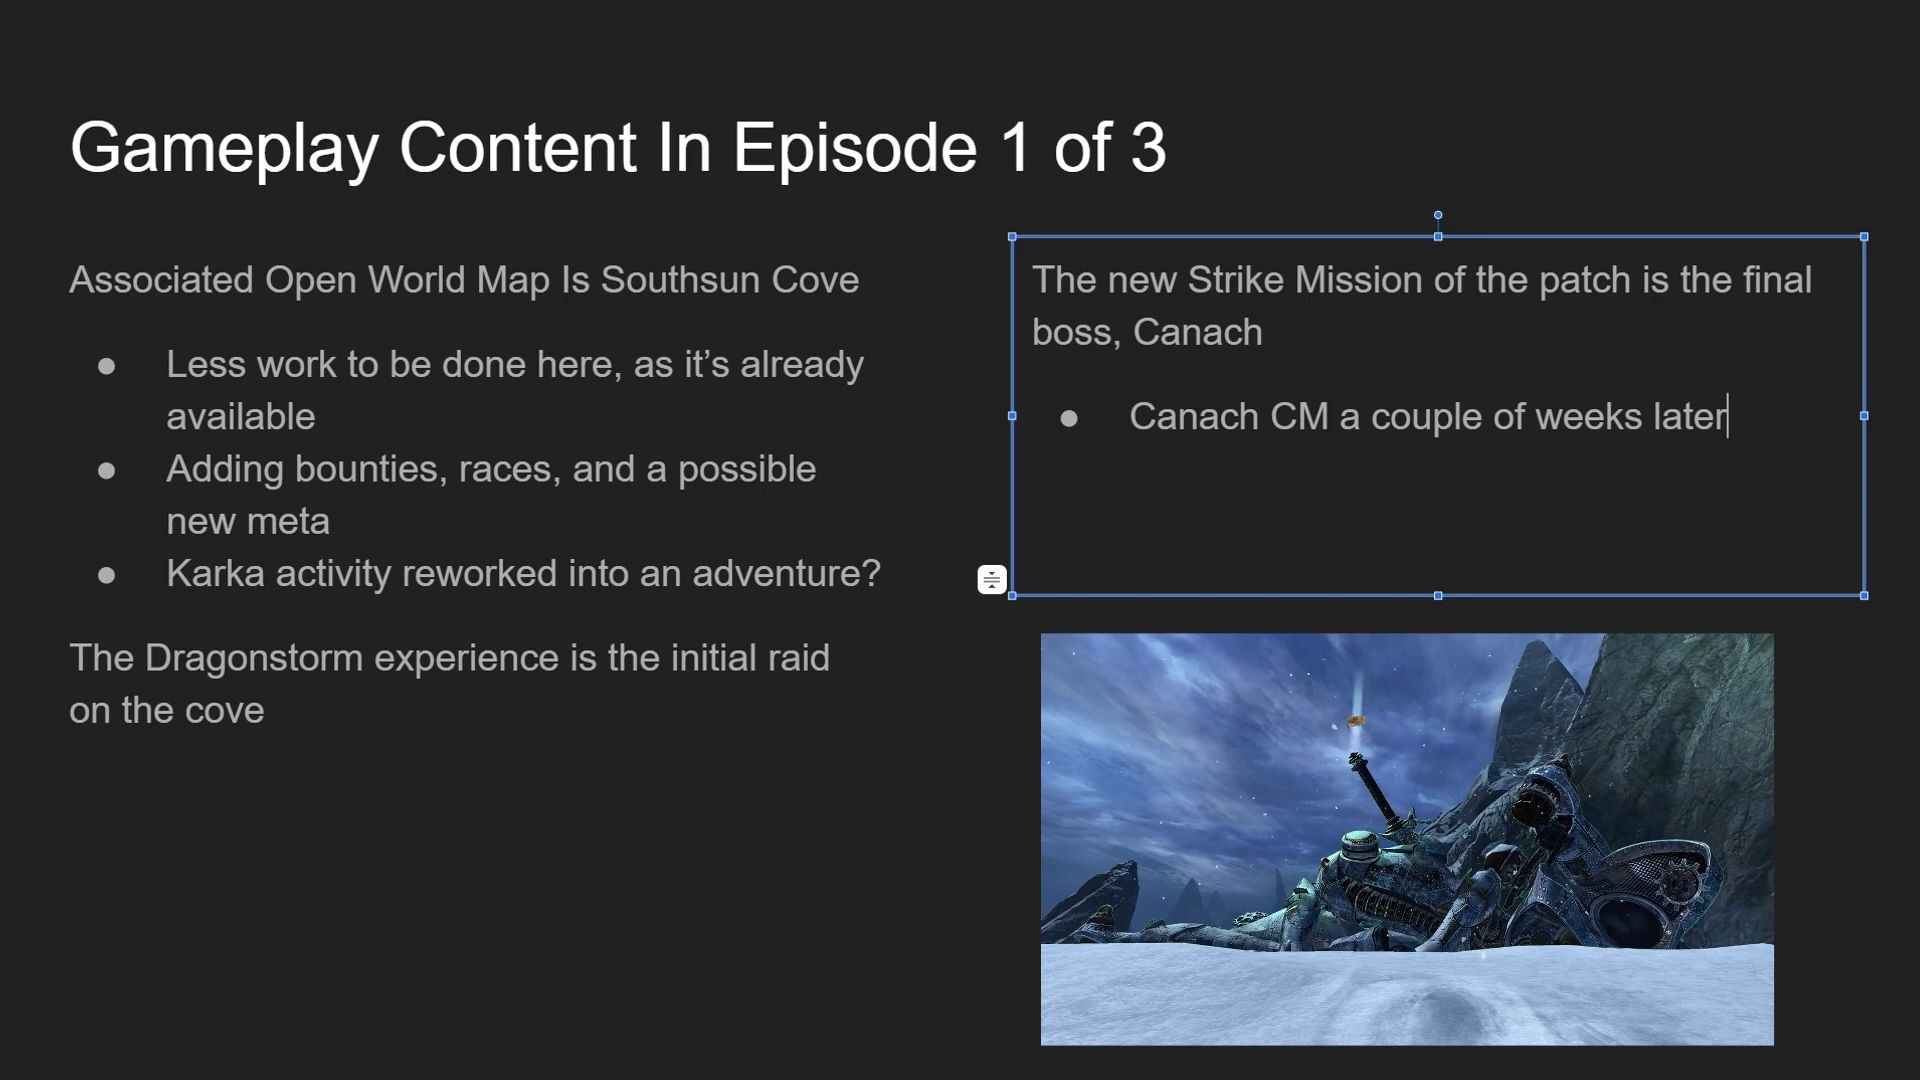 Gameplay Content In Episode 1 of 3
Associated Open World Map Is Southsun Cove
● Less work to be done here, as it’s already
available
● Adding bounties, races, and a possible
new meta
● Karka activity reworked into an adventure?
The Dragonstorm experience is the initial raid
on the cove
The new Strike Mission of the patch is the final
boss, Canach
● Canach CM a couple of weeks later